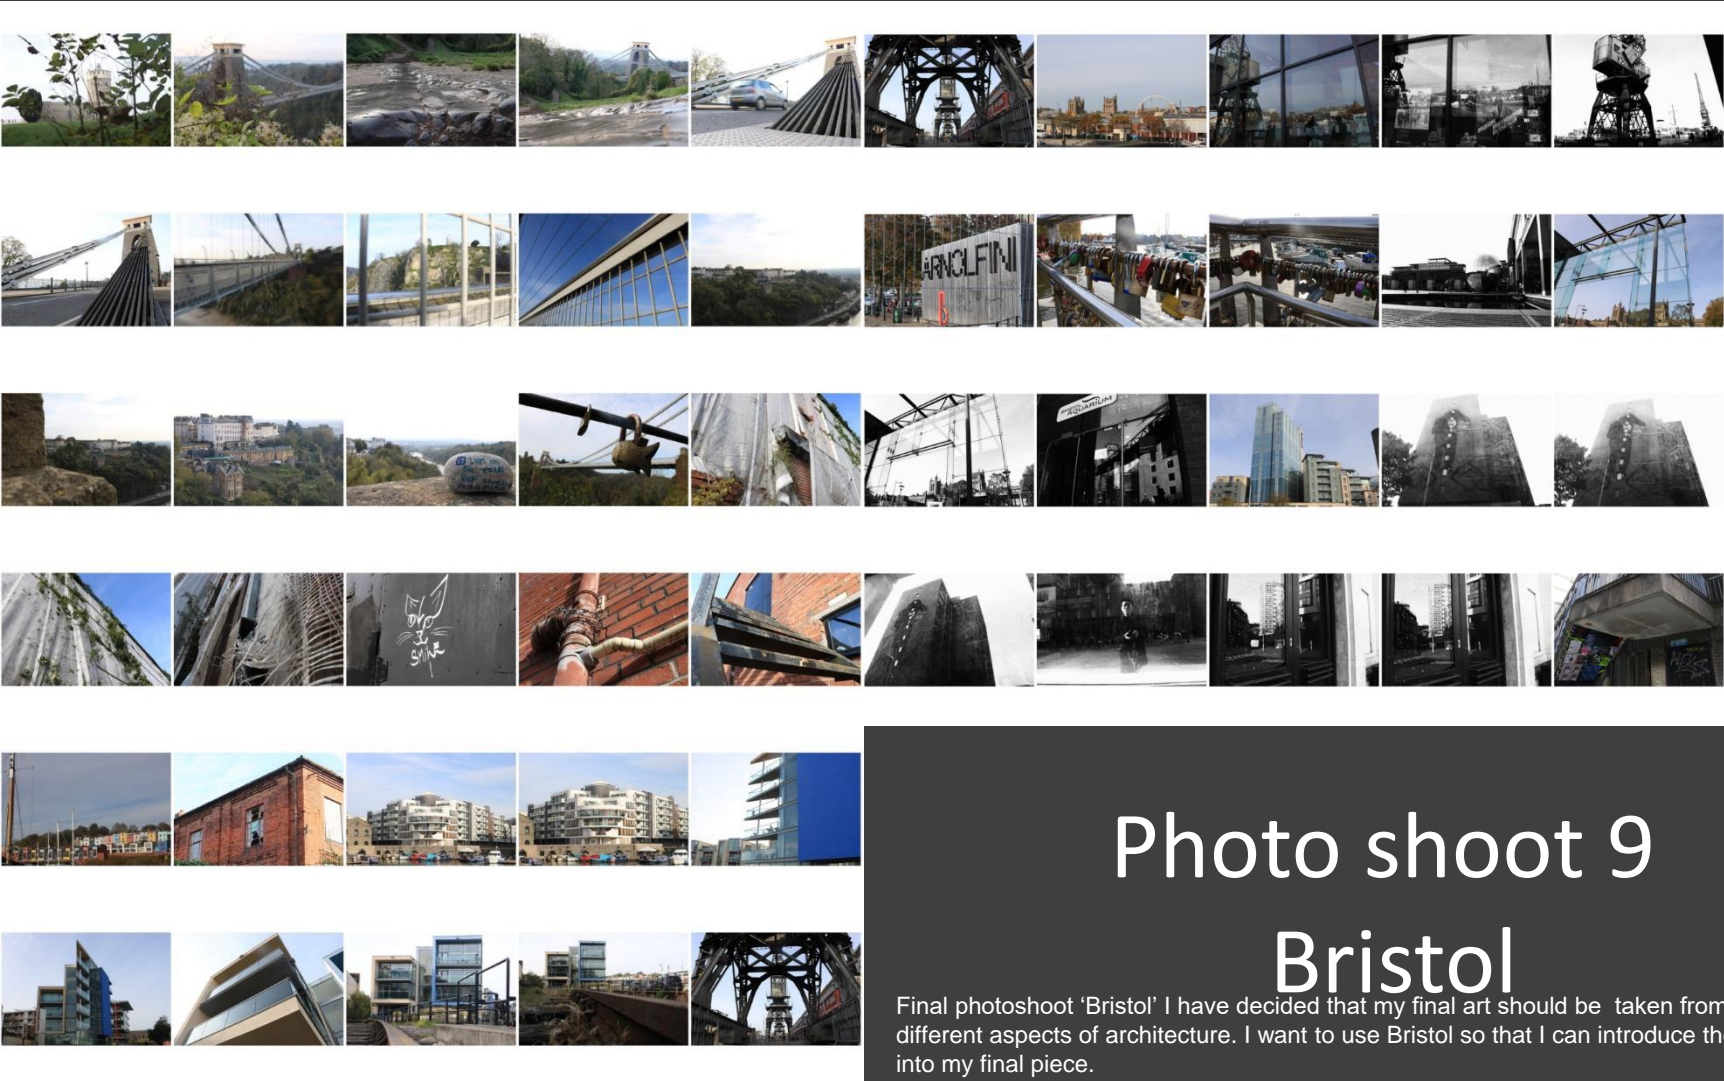 ARNOLFINI
AQUARIUM
Photo shoot 9
Bristol
Final photoshoot ‘Bristol’ I have decided that my final art should be  taken from
different aspects of architecture. I want to use Bristol so that I can introduce
into my final piece.